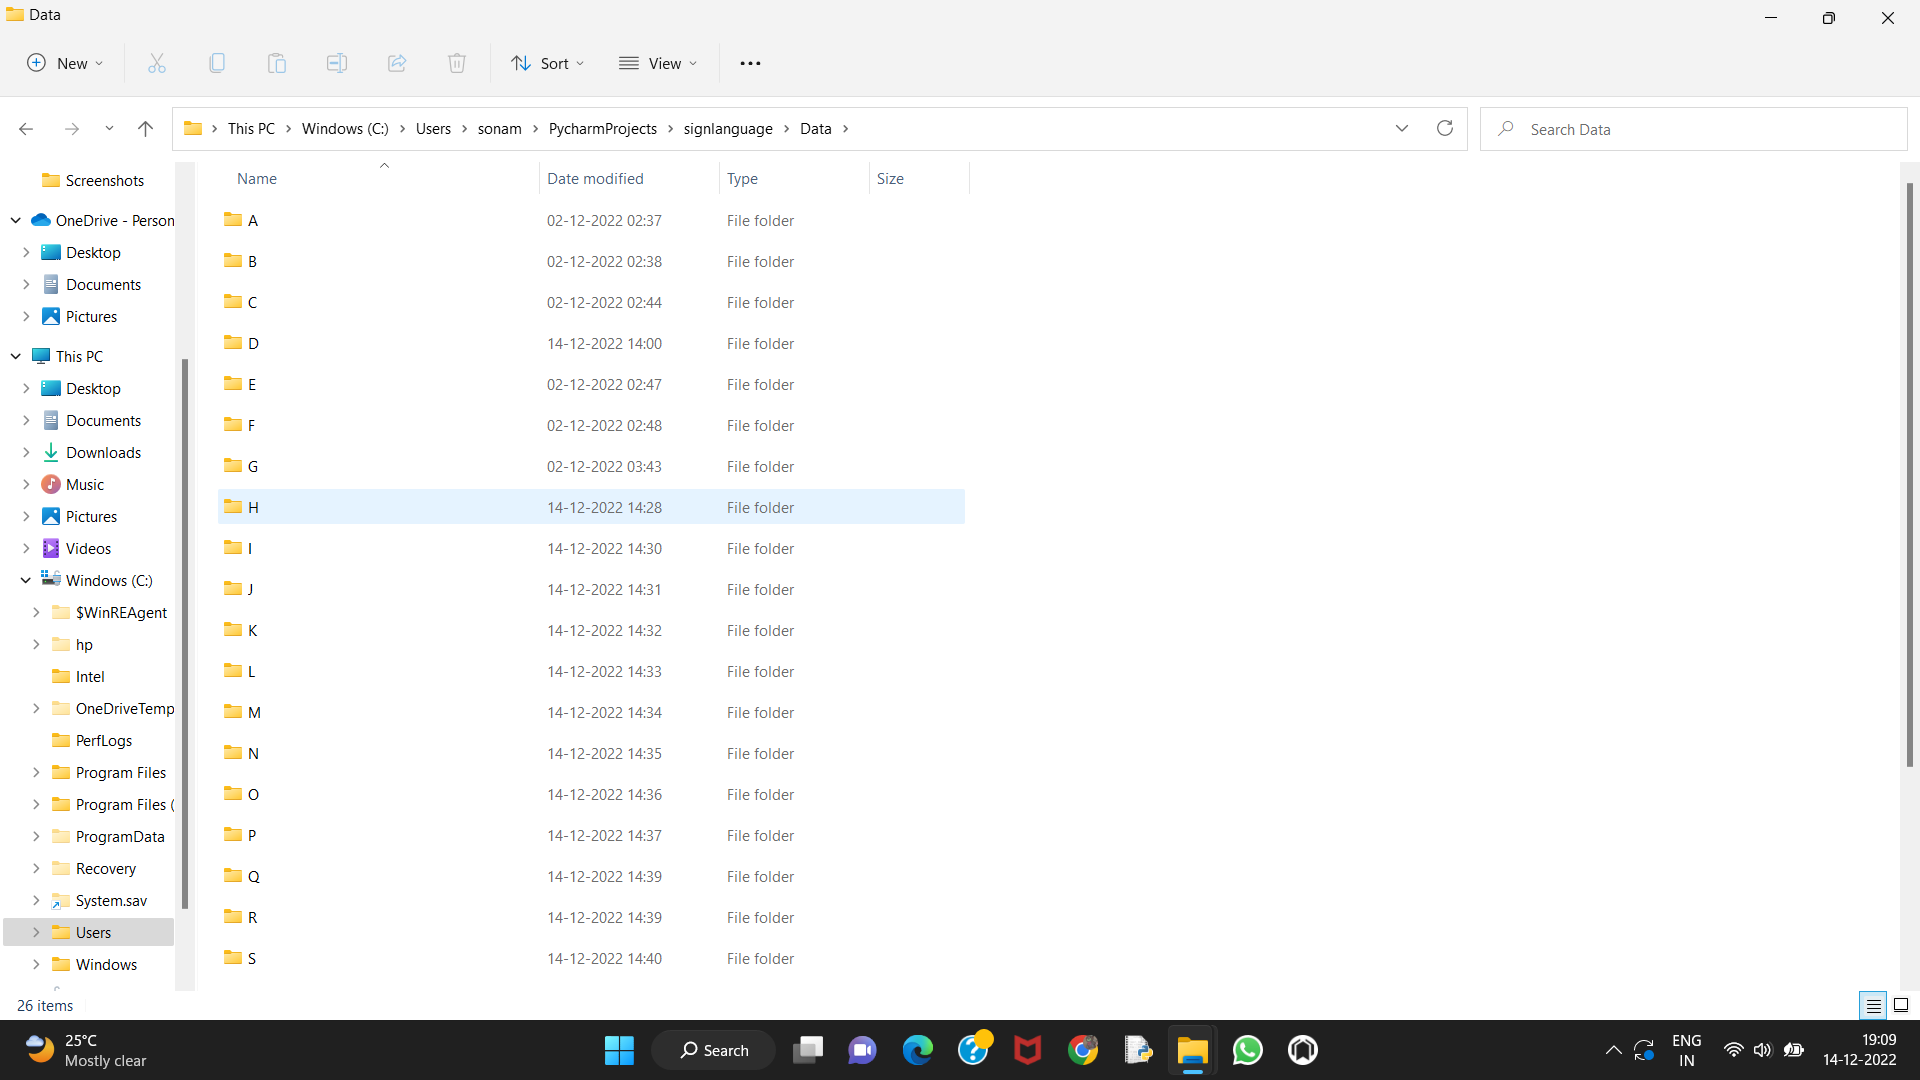 Data
New
Sort
View
This PC Windows (C:) Users sonam PycharmProjects signlanguage Data
Search Data
Screenshots
OneDrive - Person
Desktop
Documents
Pictures
This PC
Desktop
Documents
Downloads
Music
Pictures
Videos
Windows (C:)
$WinREAgent
hp
Intel
OneDriveTemp
PerfLogs
Program Files
Program Files (
ProgramData
Recovery
System.sav
Users
Windows
Name Date modified Type Size
A 02-12-2022 02:37 File folder
B 02-12-2022 02:38 File folder
C 02-12-2022 02:44 File folder
D 14-12-2022 14:00 File folder
E 02-12-2022 02:47 File folder
F 02-12-2022 02:48 File folder
G 02-12-2022 03:43 File folder
H 14-12-2022 14:28 File folder
I 14-12-2022 14:30 File folder
J 14-12-2022 14:31 File folder
K 14-12-2022 14:32 File folder
L 14-12-2022 14:33 File folder
M 14-12-2022 14:34 File folder
N 14-12-2022 14:35 File folder
O 14-12-2022 14:36 File folder
P 14-12-2022 14:37 File folder
Q 14-12-2022 14:39 File folder
R 14-12-2022 14:39 File folder
S 14-12-2022 14:40 File folder
26 items
25°C
Mostly clear
Search
ENG
IN
19:09
14-12-2022